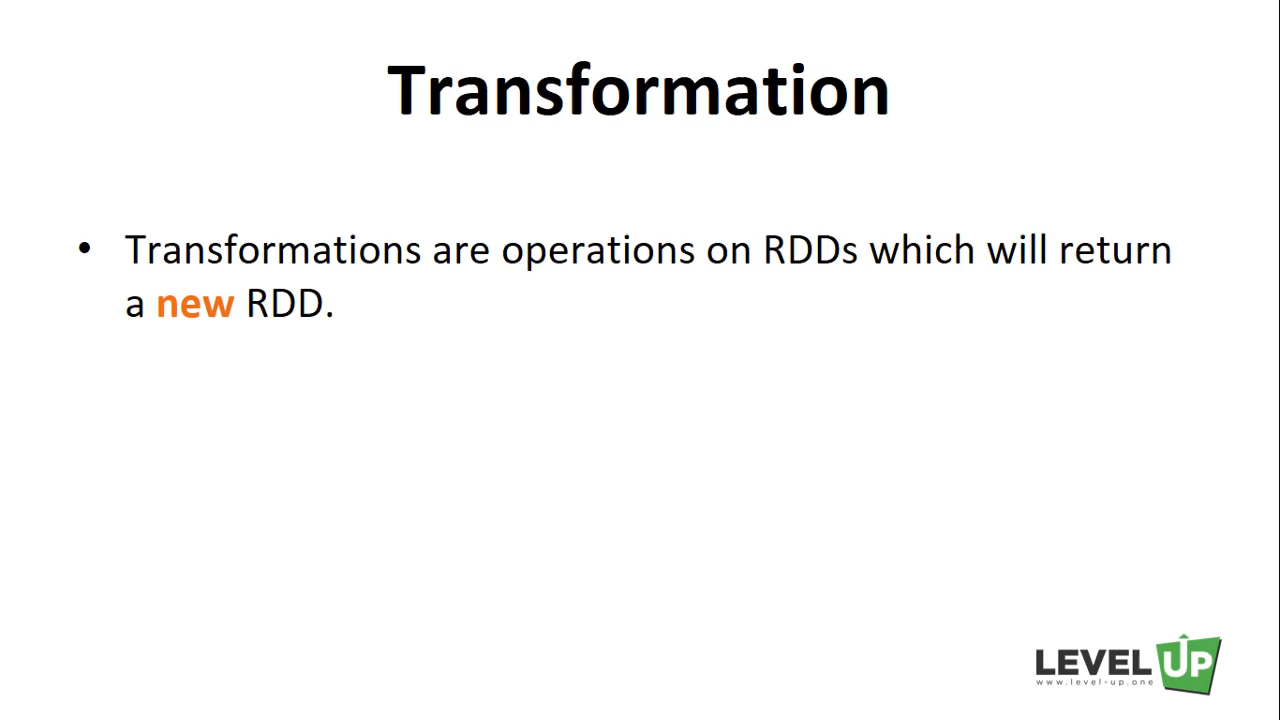 Transformation
• Transformations are operations on RDDs which will return
a new RDD.
LEVEL UP
www.level-up.one